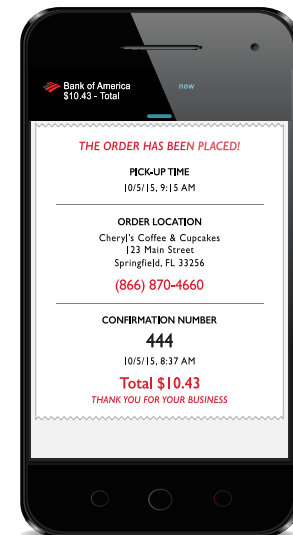 Bank of America
now
$10.43 - Total
THE ORDER HAS BEEN PLACED!
PICK-UP TIME
10/5/15, 9:15 AM
ORDER LOCATION
Cheryl's Coffee & Cupcakes
123 Main Street
Springfield, FL 33256
(866) 870-4660
CONFIRMATION NUMBER
444
10/5/15, 8:37 AM
Total $10.43
THANK YOU FOR YOUR BUSINESS